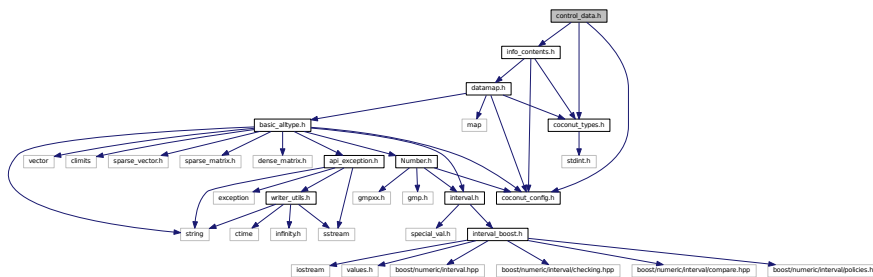 control_data.h
info_contents.h
datamap.h
basic_alltype.h
map
coconut_types.h
vector
climits
sparse_vector.h
sparse_matrix.h
dense_matrix.h
api_exception.h
Number.h
stdint.h
exception
writer_utils.h
gmpxx.h
gmp.h
interval.h
coconut_config.h
string
ctime
infinity.h
sstream
special_val.h
interval_boost.h
iostream
values.h
boost/numeric/interval.hpp
boost/numeric/interval/checking.hpp
boost/numeric/interval/compare.hpp
boost/numeric/interval/policies.h